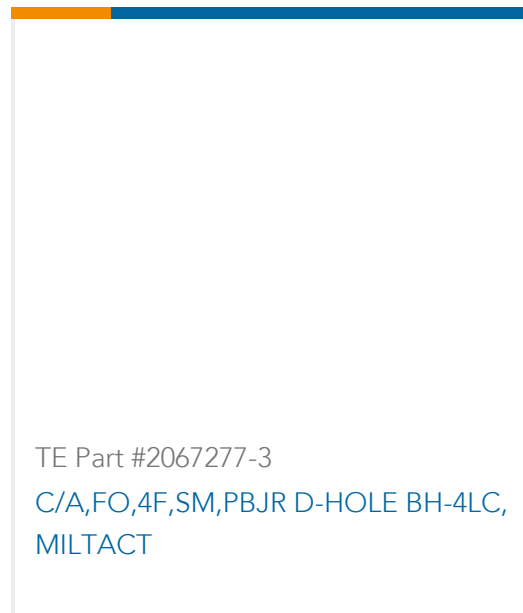 TE Part #2067277-3
C/A,FO,4F,SM,PBJR D-HOLE BH-4LC,
MILTACT